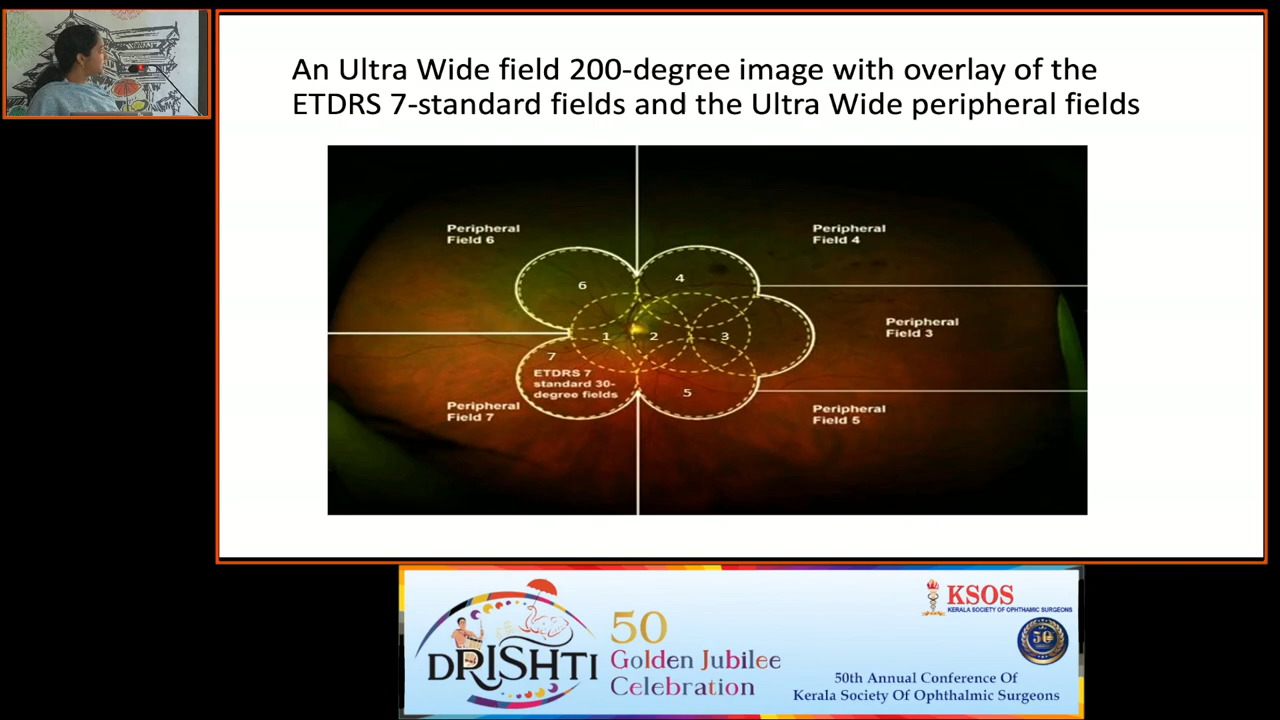 An Ultra Wide field 200-degree image with overlay of the
ETDRS 7-standard fields and the Ultra Wide peripheral fields
Peripheral
Field 6
Peripheral
Field 4
6
4
Peripheral
Field 3
1
2
3
7
ETDRS 7
standard 30-
degree fields
5
Peripheral
Field 7
Peripheral
Field 5
DRISHTI
50
Golden Jubilee
Celebration
KSOS
KERALA SOCIETY OF OPHTHAMIC SURGEONS
50
50th Annual Conference Of
Kerala Society Of Ophthalmic Surgeons